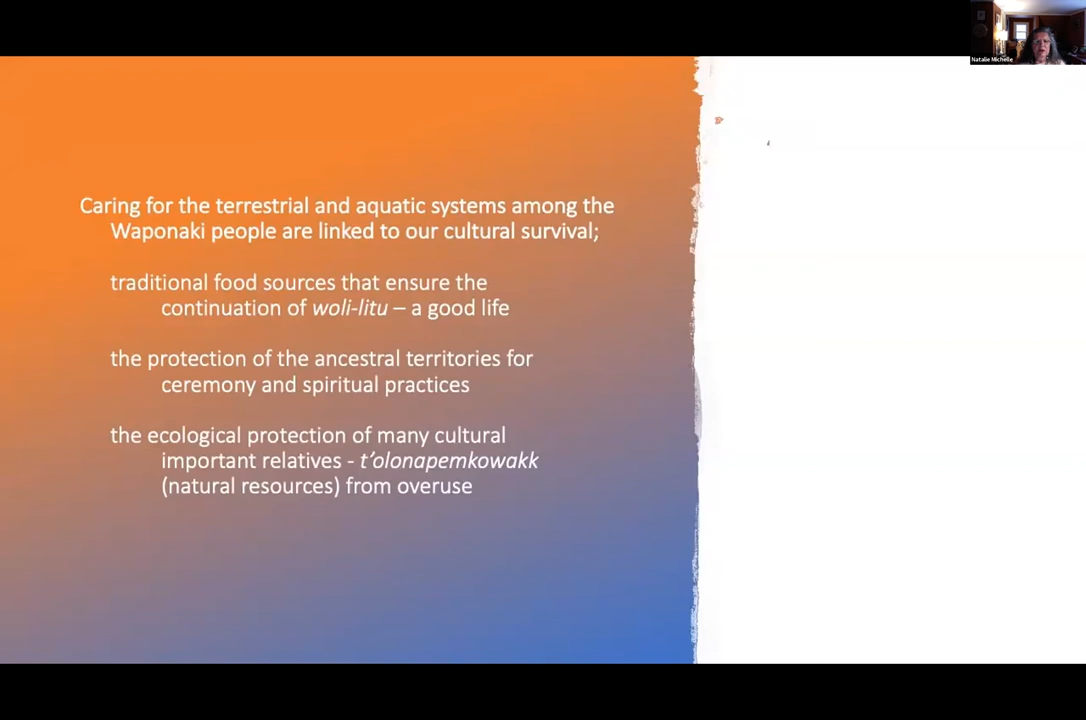 Natalie Michelle
Caring for the terrestrial and aquatic systems among the
Waponaki people are linked to our cultural survival;
traditional food sources that ensure the
continuation of woli-litu – a good life
the protection of the ancestral territories for
ceremony and spiritual practices
the ecological protection of many cultural
important relatives - t’olonapemkowakk
(natural resources) from overuse